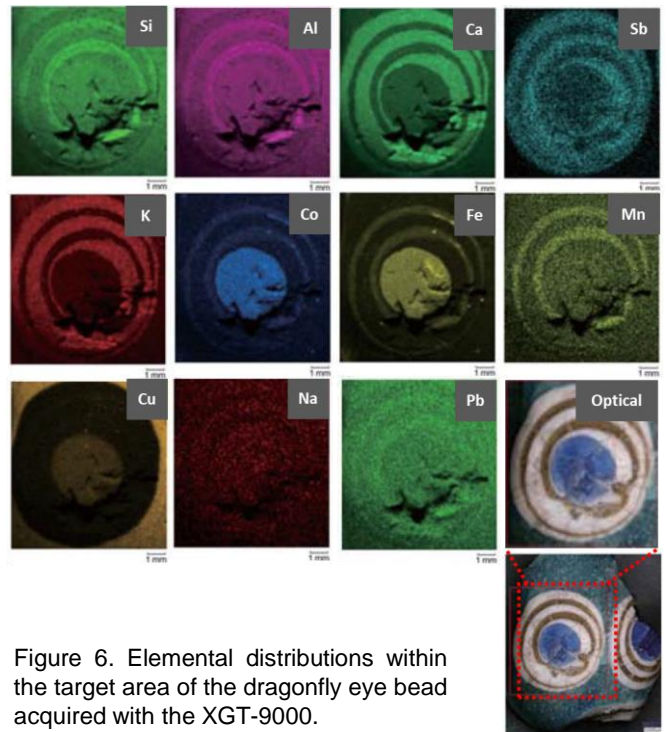 Si Al Ca Sb
1 mm 1 mm 1 mm 1 mm
K Co Fe Mn
1 mm 1 mm 1 mm 1 mm
Cu Na Pb Optical
1 mm 1 mm 1 mm
Figure 6. Elemental distributions within
the target area of the dragonfly eye bead
acquired with the XGT-9000.